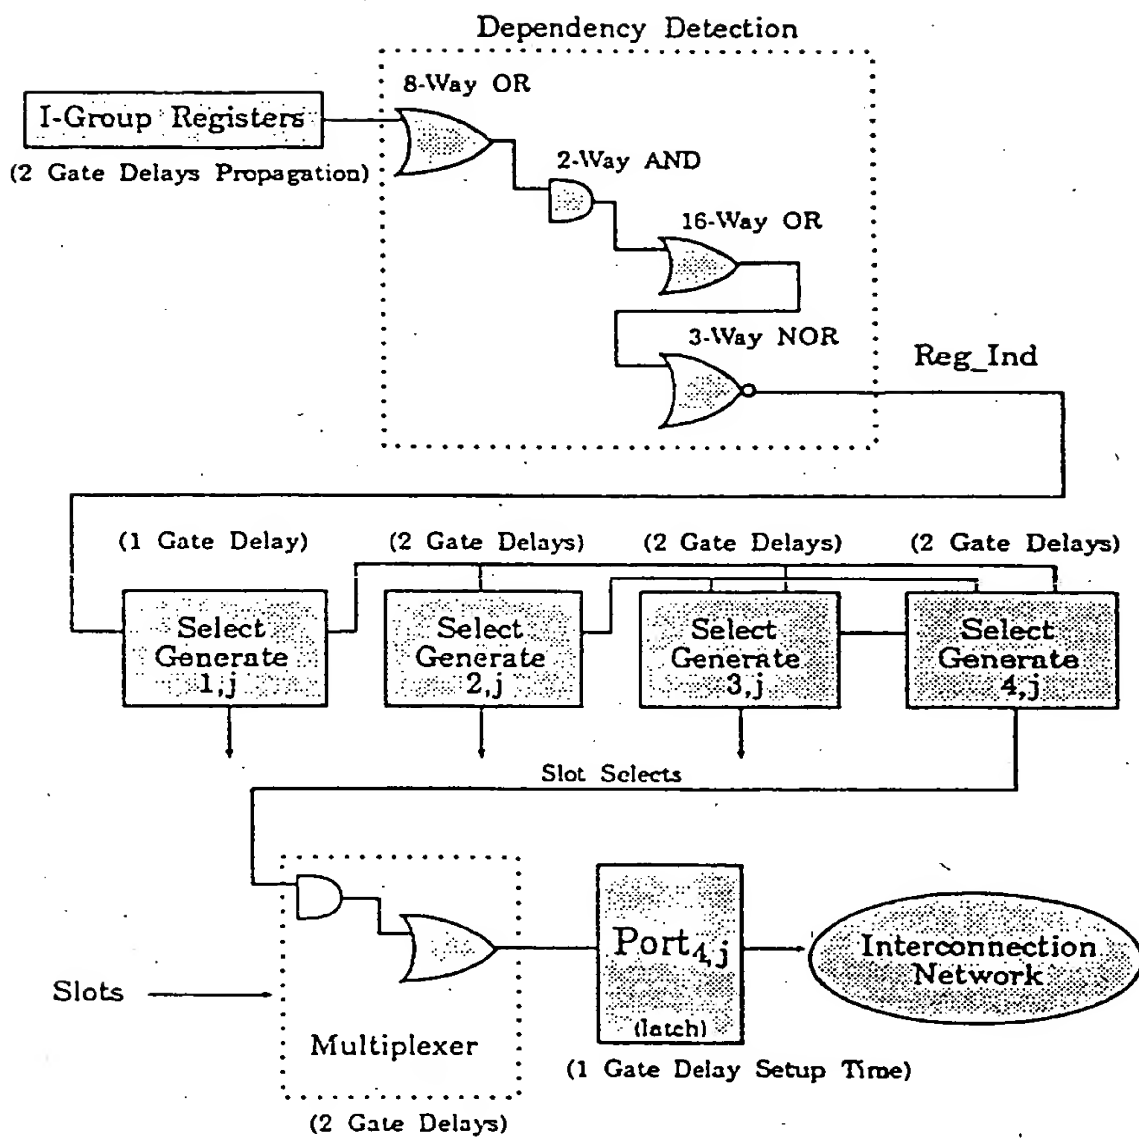 Dependency Detection
8-Way OR
I-Group Registers
(2 Gate Delays Propagation)
2-Way AND
16-Way OR
3-Way NOR
Reg_Ind
(1 Gate Delay)
(2 Gate Delays)
(2 Gate Delays)
(2 Gate Delays)
Select
Generate
1,j
Select
Generate
2,j
Select
Generate
3,j
Select
Generate
4,j
Slot Selects
Slots
Multiplexer
(2 Gate Delays)
Port4,j
(latch)
(1 Gate Delay Setup Time)
Interconnection
Network